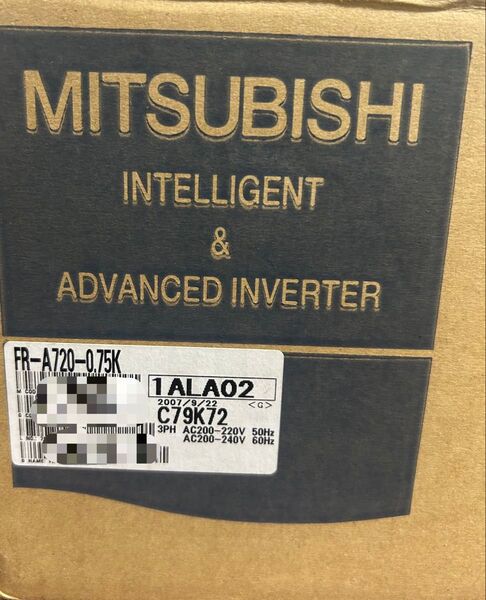 MITSUBISHI
INTELLIGENT
&
ADVANCED INVERTER
FR-A720-0.75K
1ALA02
2007/9/22 <G>
C79K72
3PH AC200-220V 50Hz
AC200-240V 60Hz